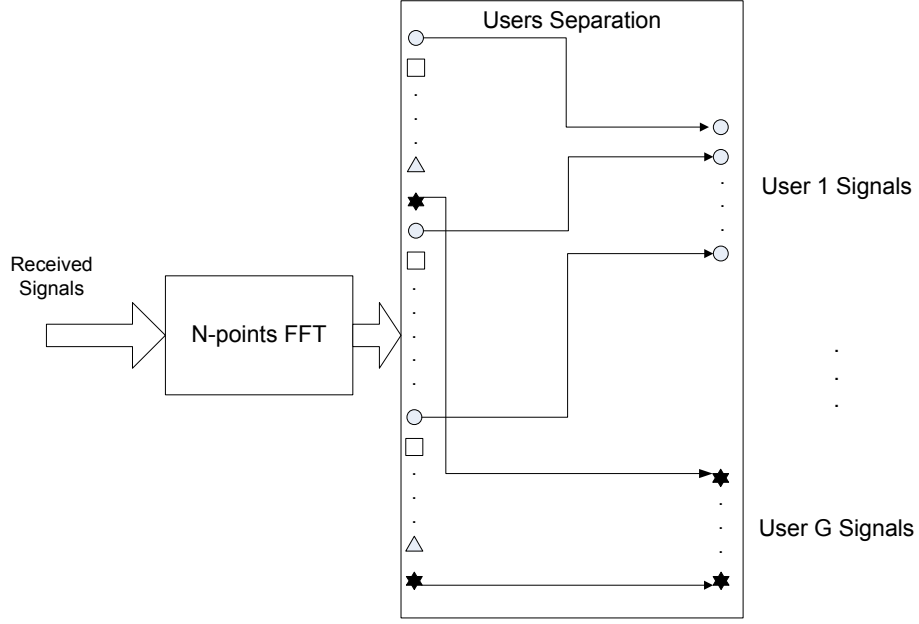 Users Separation
User 1 Signals
Received
Signals
N-points FFT
User G Signals